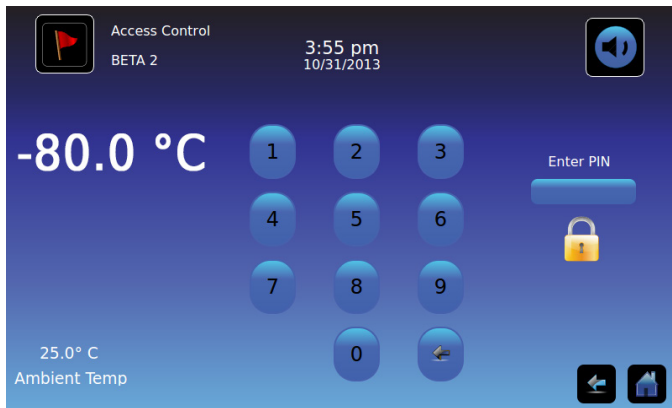 Access Control
BETA 2
3:55 pm
10/31/2013
-80.0 °C
1 2 3
Enter PIN
4 5 6
7 8 9
0
25.0° C
Ambient Temp